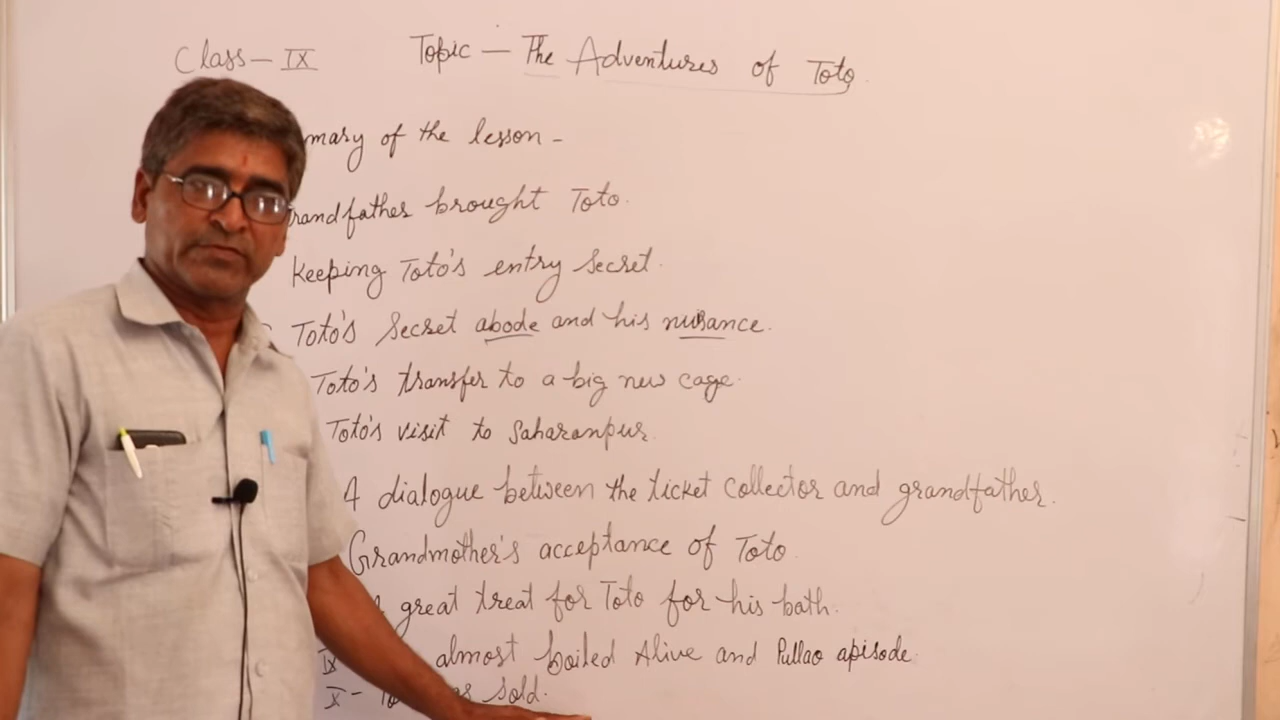 Class - IX Topic - The Adventures of Toto
mary of the lesson -
randfather brought Toto.
Keeping Toto's entry secret.
Toto's secret abode and his nuisance.
Toto's transfer to a big new cage.
Toto's visit to Saharanpur.
A dialogue between the ticket collector and grandfather.
Grandmother's acceptance of Toto
great treat for Toto for his bath.
IX almost boiled Alive and Pullao apisode.
X - sold.